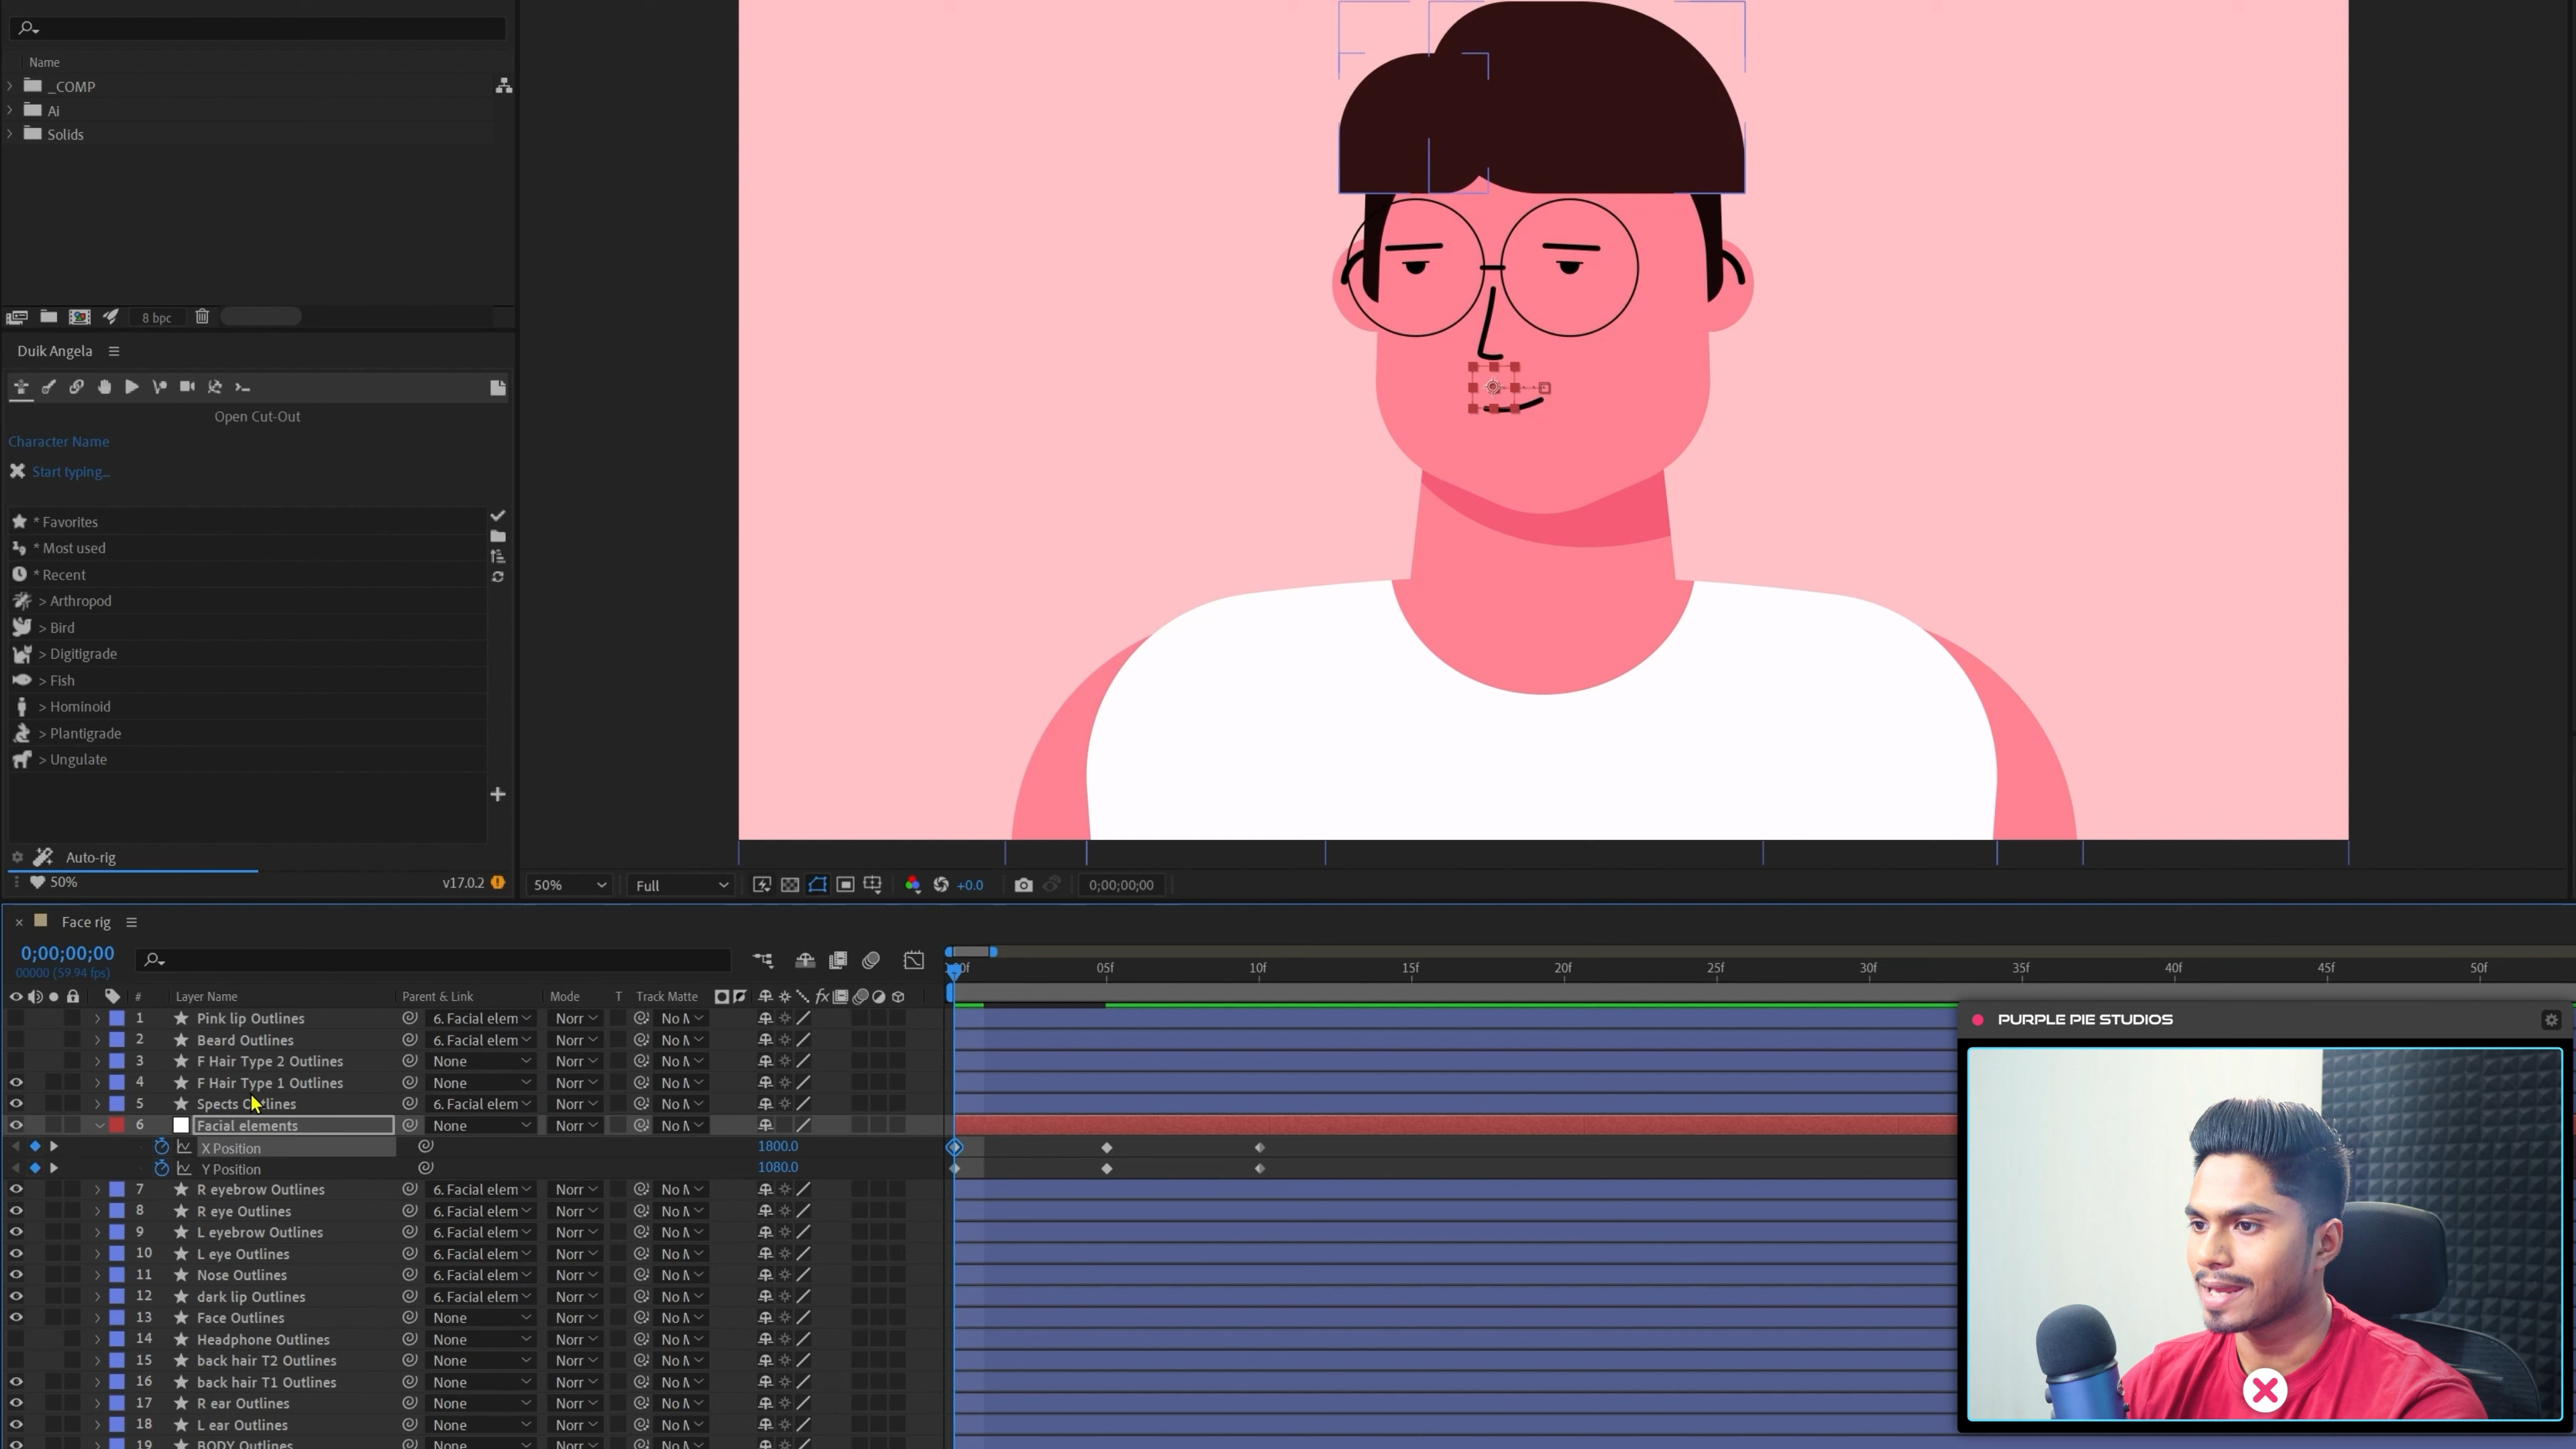 Name
_COMP
Ai
Solids
8 bpc
Duik Angela
Open Cut-Out
Character Name
Start typing...
* Favorites
* Most used
* Recent
> Arthropod
> Bird
> Digitigrade
> Fish
> Hominoid
> Plantigrade
> Ungulate
Auto-rig
50%
v17.0.2
50%
Full
+0.0
0;00;00;00
Face rig
0;00;00;00
00000 (59.94 fps)
05f 10f 15f 20f 25f 30f 35f 40f 45f 50f
# Layer Name Parent & Link Mode T Track Matte
1 Pink lip Outlines 6. Facial elem Norr No
2 Beard Outlines 6. Facial elem Norr No
3 F Hair Type 2 Outlines None Norr No
4 F Hair Type 1 Outlines None Norr No
5 Spects Outlines 6. Facial elem Norr No
6 Facial elements None Norr No
X Position 1800.0
Y Position 1080.0
7 R eyebrow Outlines 6. Facial elem Norr No
8 R eye Outlines 6. Facial elem Norr No
9 L eyebrow Outlines 6. Facial elem Norr No
10 L eye Outlines 6. Facial elem Norr No
11 Nose Outlines 6. Facial elem Norr No
12 dark lip Outlines 6. Facial elem Norr No
13 Face Outlines None Norr No
14 Headphone Outlines None Norr No
15 back hair T2 Outlines None Norr No
16 back hair T1 Outlines None Norr No
17 R ear Outlines None Norr No
18 L ear Outlines None Norr No
19 BODY Outlines None Norr No
PURPLE PIE STUDIOS